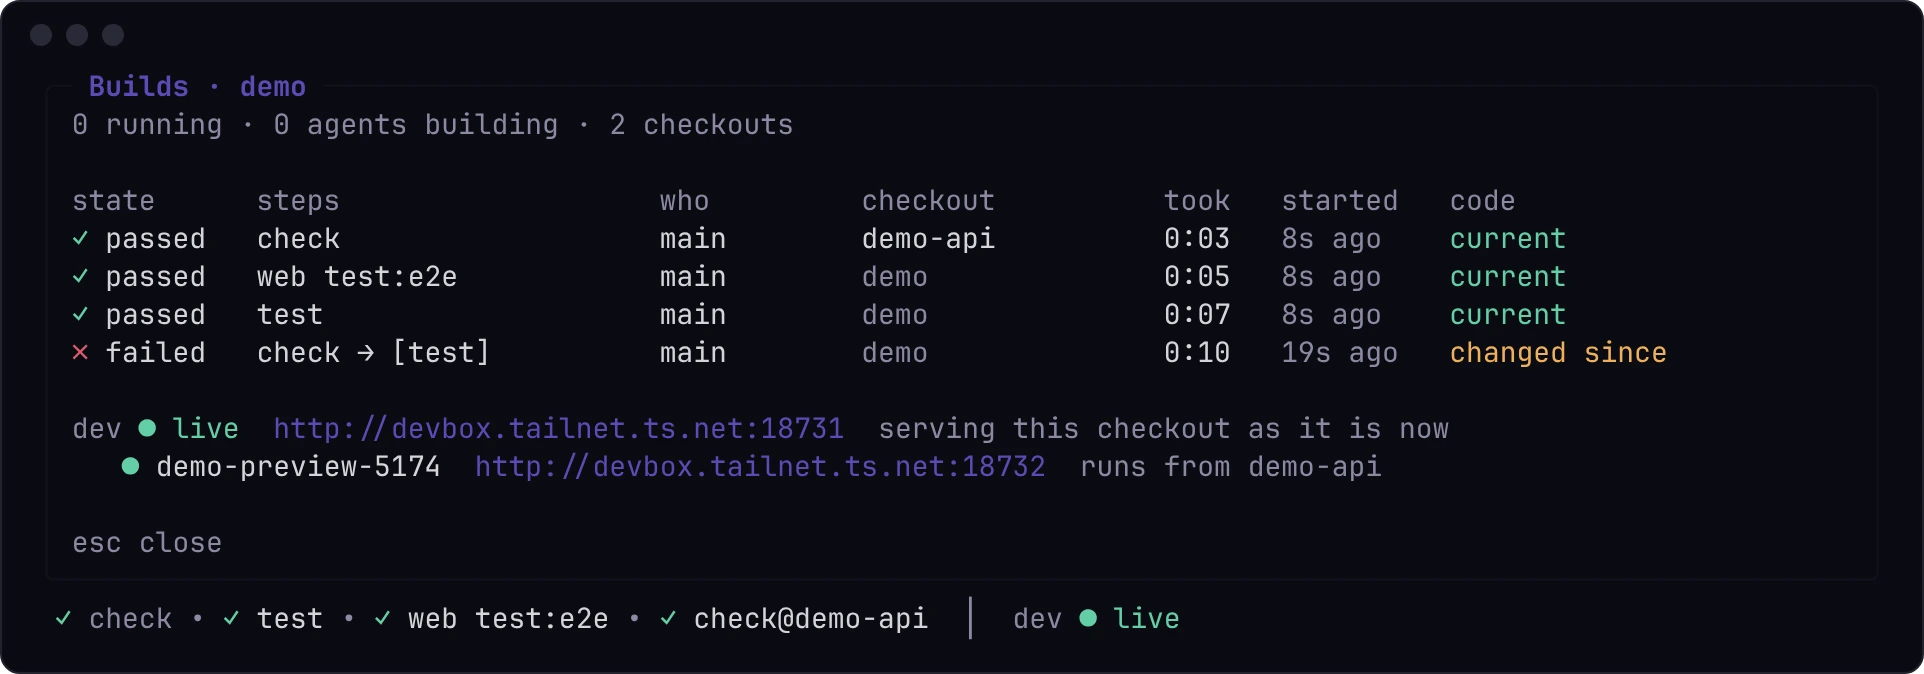 Builds · demo
0 running · 0 agents building · 2 checkouts
state steps who checkout took started code
✓ passed check main demo-api 0:03 8s ago current
✓ passed web test:e2e main demo 0:05 8s ago current
✓ passed test main demo 0:07 8s ago current
✕ failed check → [test] main demo 0:10 19s ago changed since
dev ● live http://devbox.tailnet.ts.net:18731 serving this checkout as it is now
● demo-preview-5174 http://devbox.tailnet.ts.net:18732 runs from demo-api
esc close
✓ check • ✓ test • ✓ web test:e2e • ✓ check@demo-api │ dev ● live